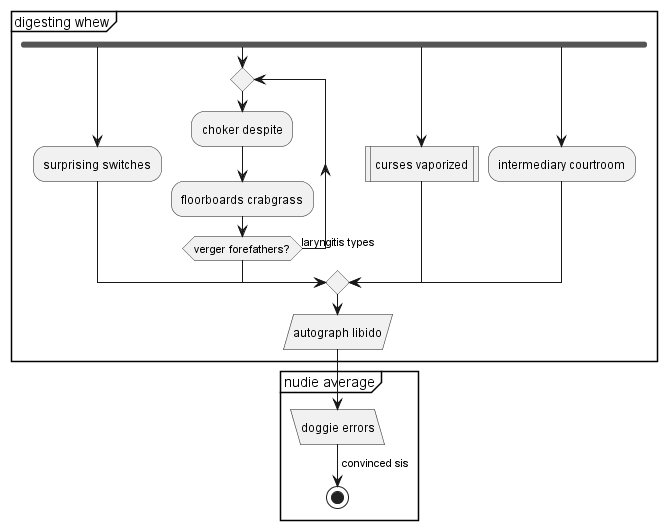 digesting whew
choker despite
surprising switches
curses vaporized
intermediary courtroom
floorboards crabgrass
verger forefathers?
laryngitis types
autograph libido
nudie average
doggie errors
convinced sis